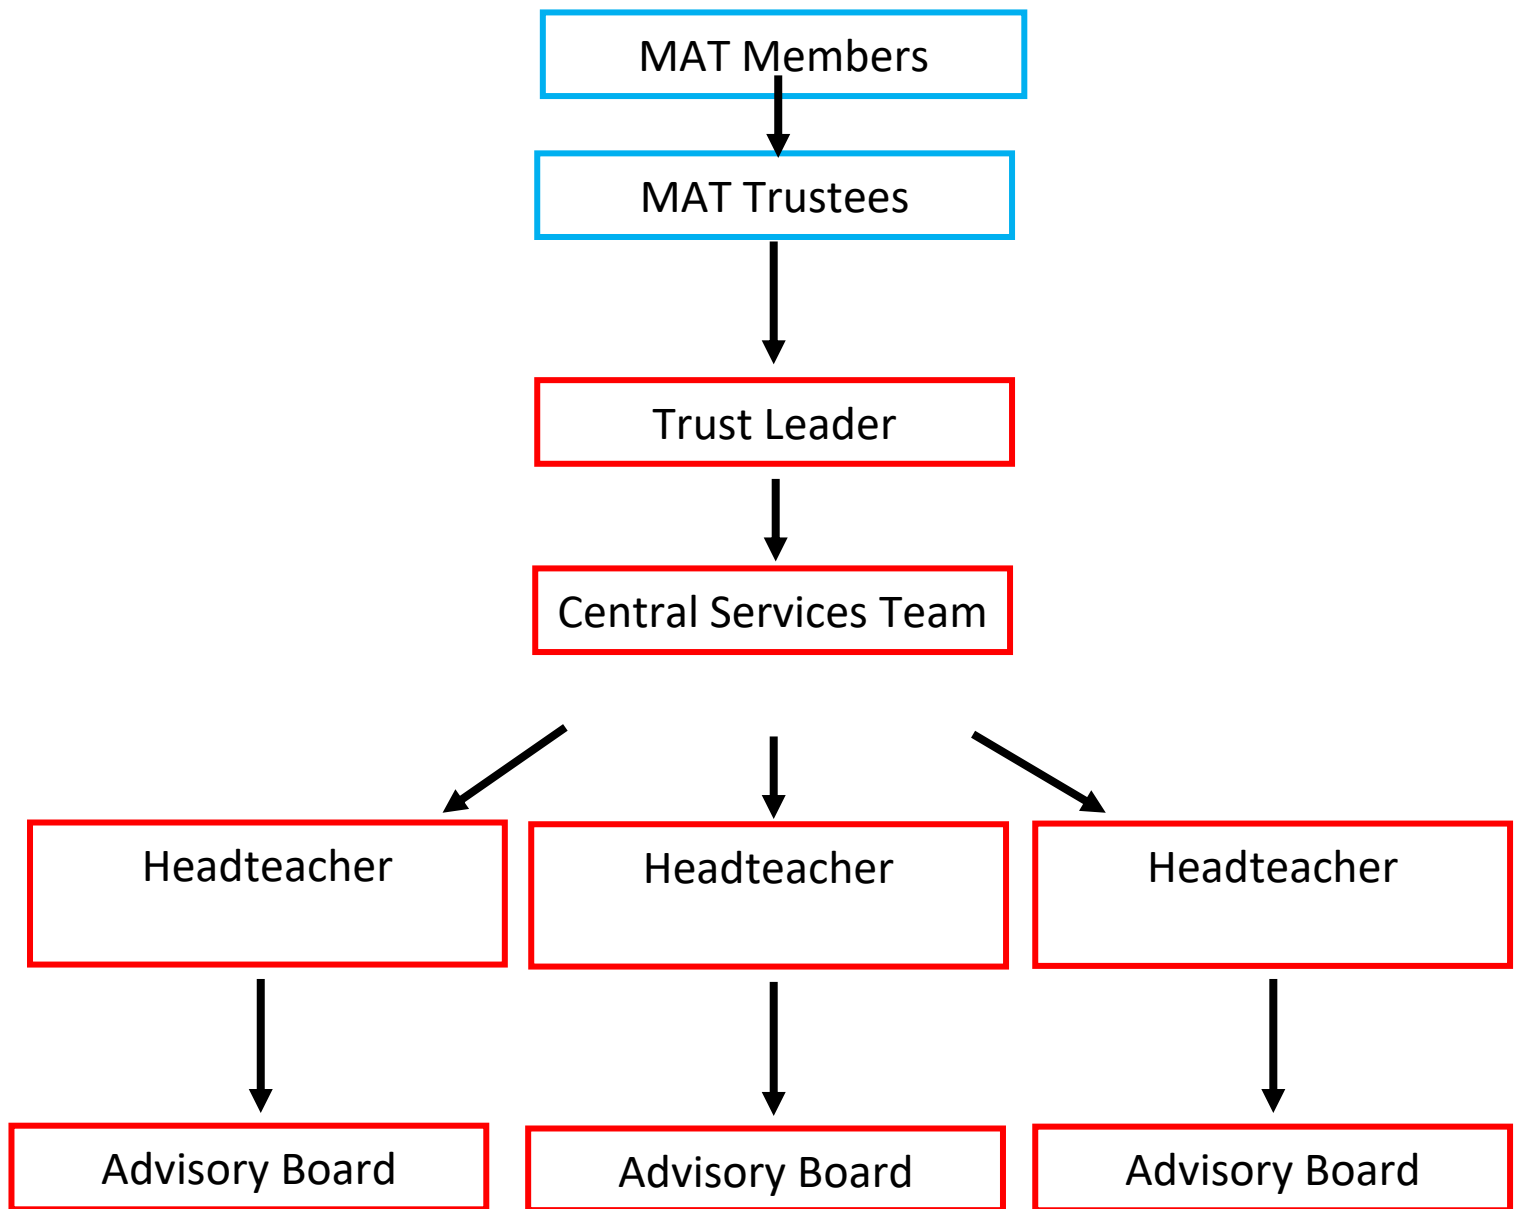 MAT Members
MAT Trustees
Trust Leader
Central Services Team
Headteacher
Headteacher
Headteacher
Advisory Board
Advisory Board
Advisory Board